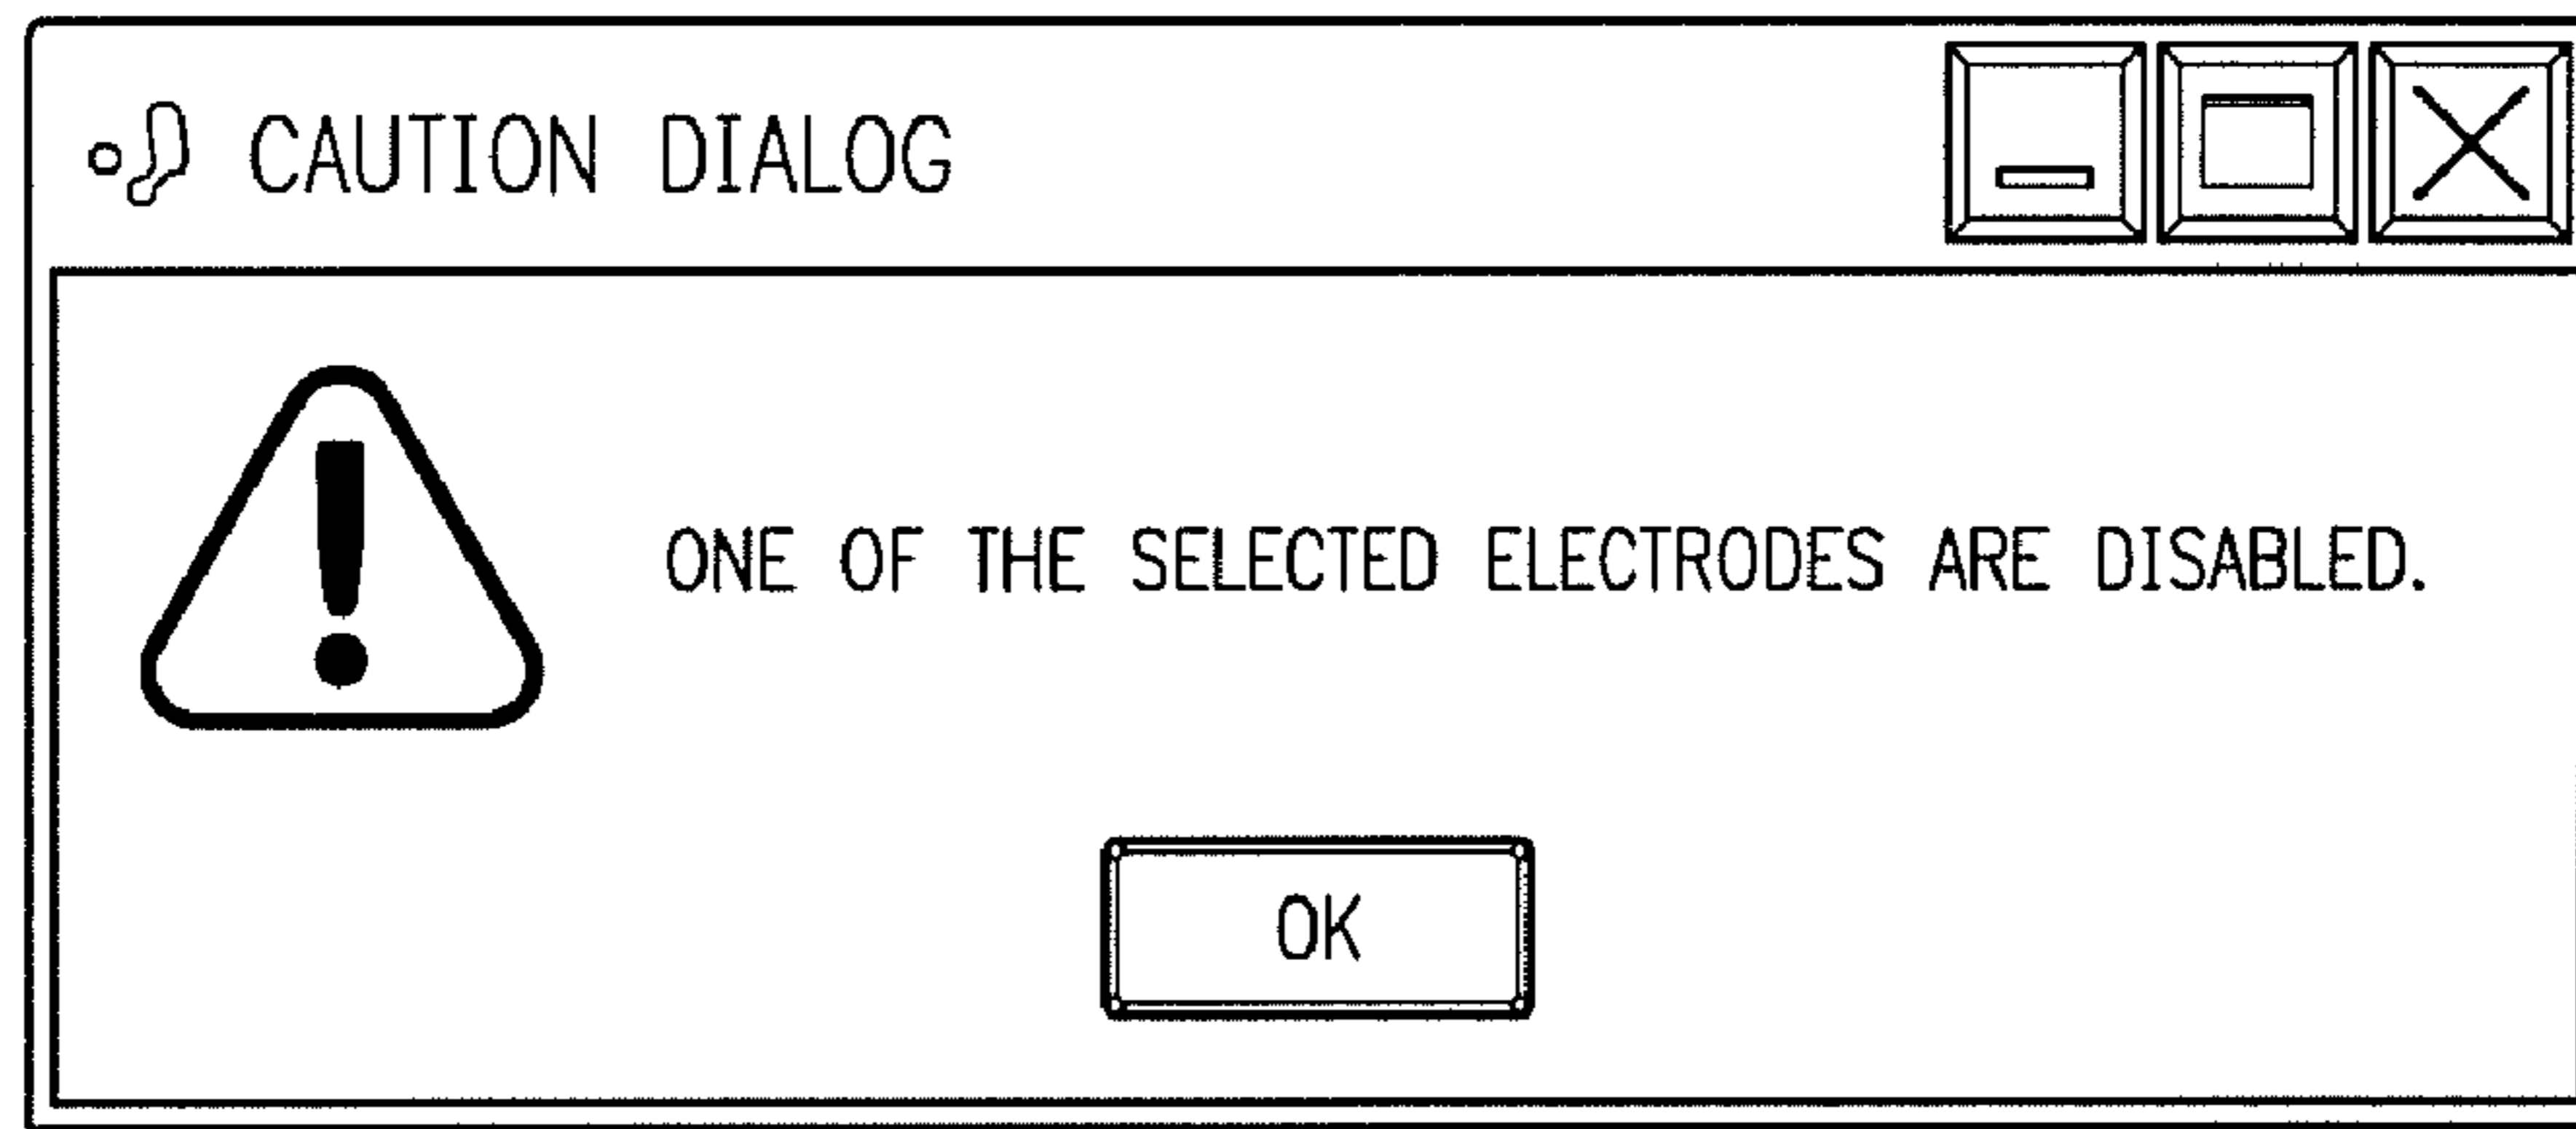 CAUTION DIALOG
ONE OF THE SELECTED ELECTRODES ARE DISABLED.
OK